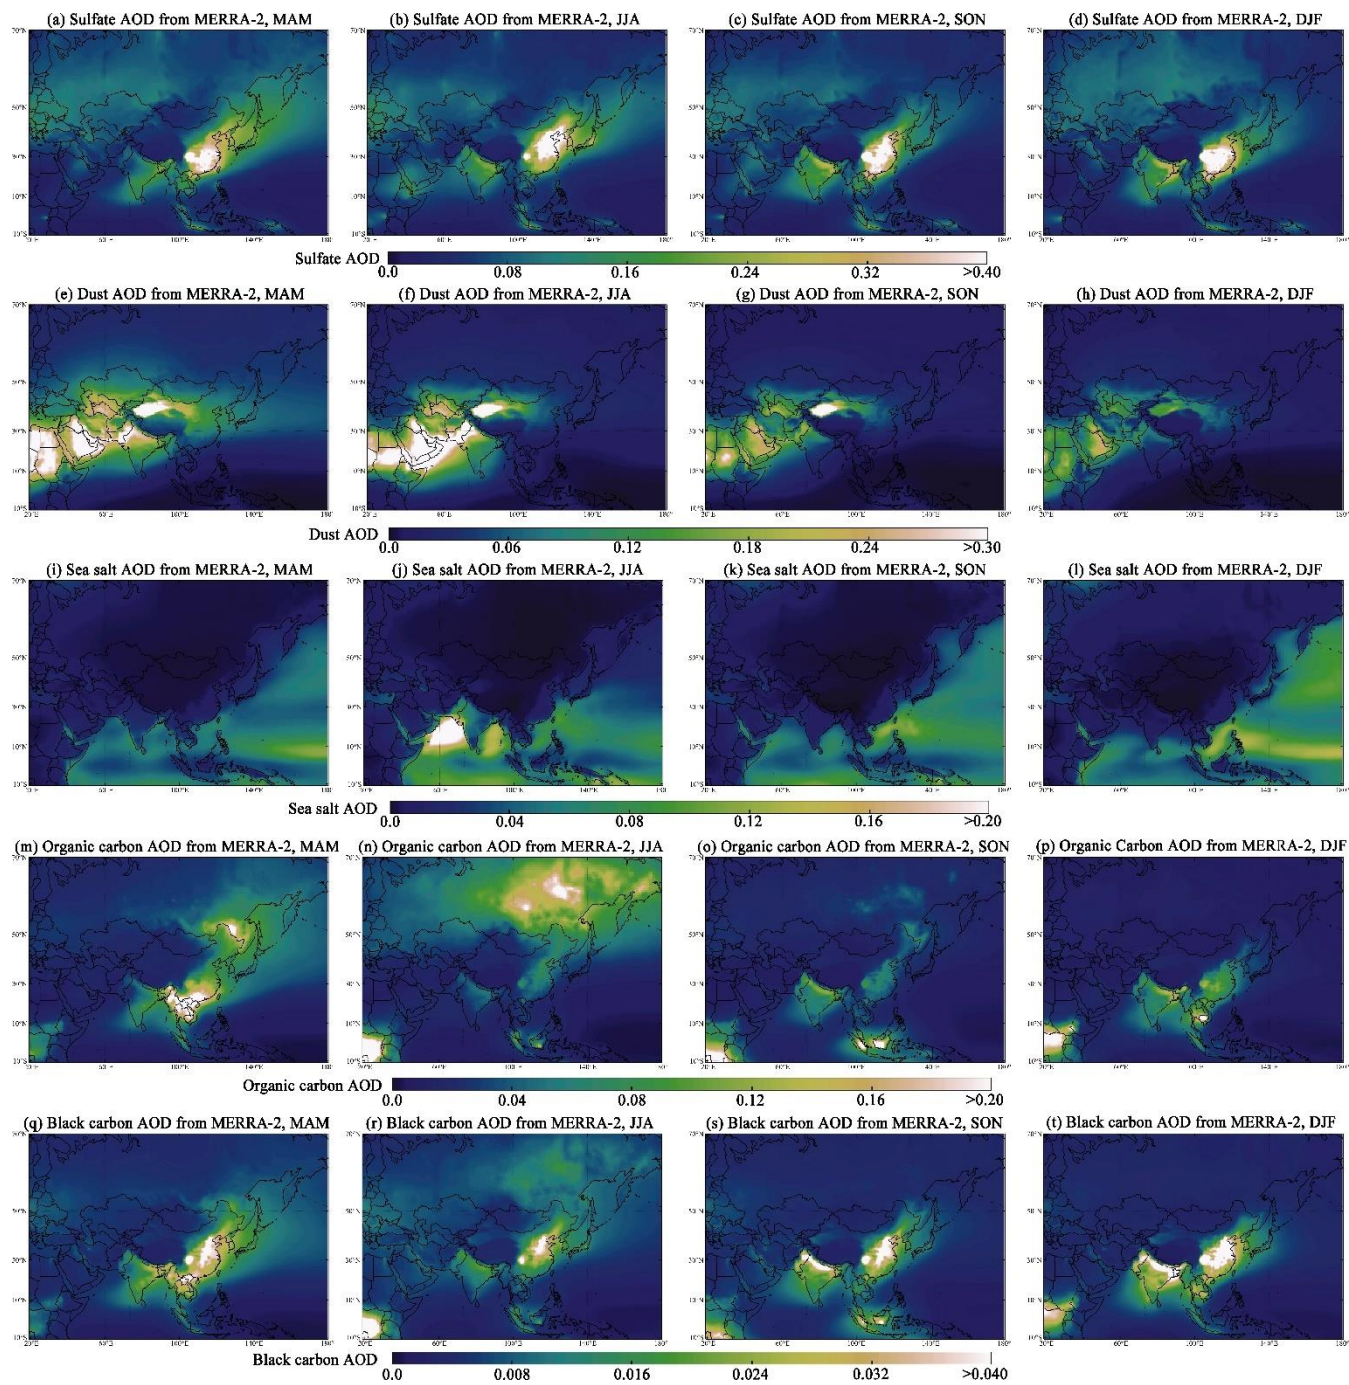 (a) Sulfate AOD from MERRA-2, MAM
(b) Sulfate AOD from MERRA-2, JJA
(c) Sulfate AOD from MERRA-2, SON
(d) Sulfate AOD from MERRA-2, DJF
Sulfate AOD
0.0 0.08 0.16 0.24 0.32 >0.40
(e) Dust AOD from MERRA-2, MAM
(f) Dust AOD from MERRA-2, JJA
(g) Dust AOD from MERRA-2, SON
(h) Dust AOD from MERRA-2, DJF
Dust AOD
0.0 0.06 0.12 0.18 0.24 >0.30
(i) Sea salt AOD from MERRA-2, MAM
(j) Sea salt AOD from MERRA-2, JJA
(k) Sea salt AOD from MERRA-2, SON
(l) Sea salt AOD from MERRA-2, DJF
Sea salt AOD
0.0 0.04 0.08 0.12 0.16 >0.20
(m) Organic carbon AOD from MERRA-2, MAM
(n) Organic carbon AOD from MERRA-2, JJA
(o) Organic carbon AOD from MERRA-2, SON
(p) Organic Carbon AOD from MERRA-2, DJF
Organic carbon AOD
0.0 0.04 0.08 0.12 0.16 >0.20
(q) Black carbon AOD from MERRA-2, MAM
(r) Black carbon AOD from MERRA-2, JJA
(s) Black carbon AOD from MERRA-2, SON
(t) Black carbon AOD from MERRA-2, DJF
Black carbon AOD
0.0 0.008 0.016 0.024 0.032 >0.040